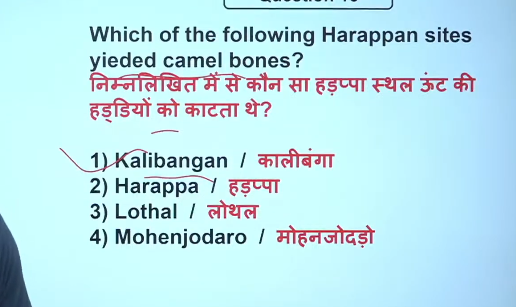 Which of the following Harappan sites
yieded camel bones?
निम्नलिखित में से कौन सा हड़प्पा स्थल ऊंट की
हड्डियों को काटता थे?
1) Kalibangan / कालीबंगा
2) Harappa / हड़प्पा
3) Lothal / लोथल
4) Mohenjodaro / मोहनजोदड़ो